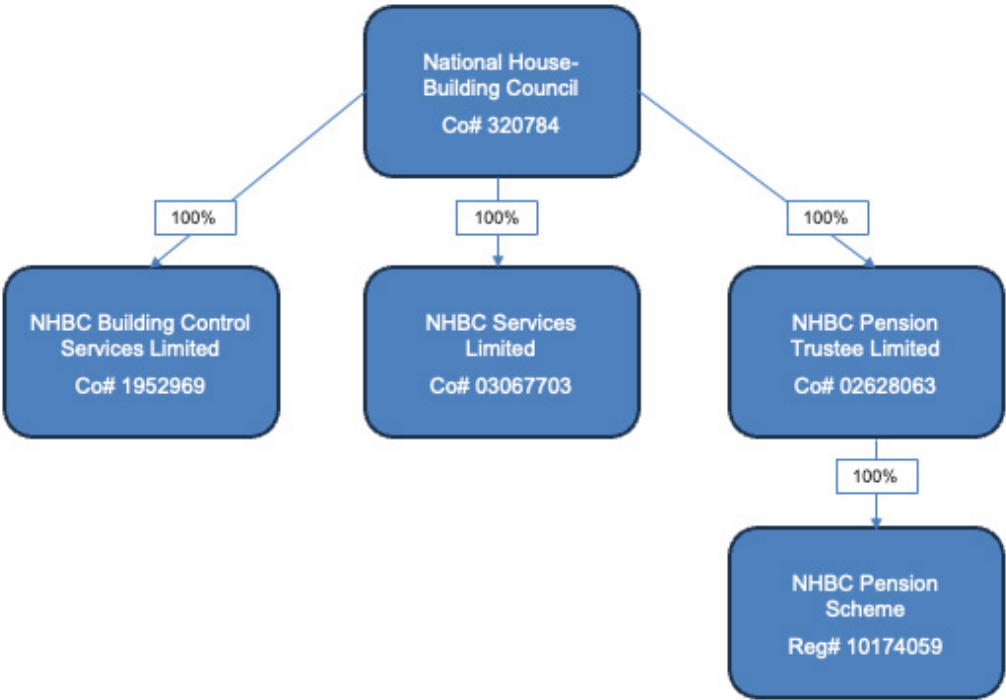 National House-
Building Council
Co# 320784
100%
100%
100%
NHBC Building Control
Services Limited
Co# 1952969
NHBC Services
Limited
Co# 03067703
NHBC Pension
Trustee Limited
Co# 02628063
100%
NHBC Pension
Scheme
Reg# 10174059